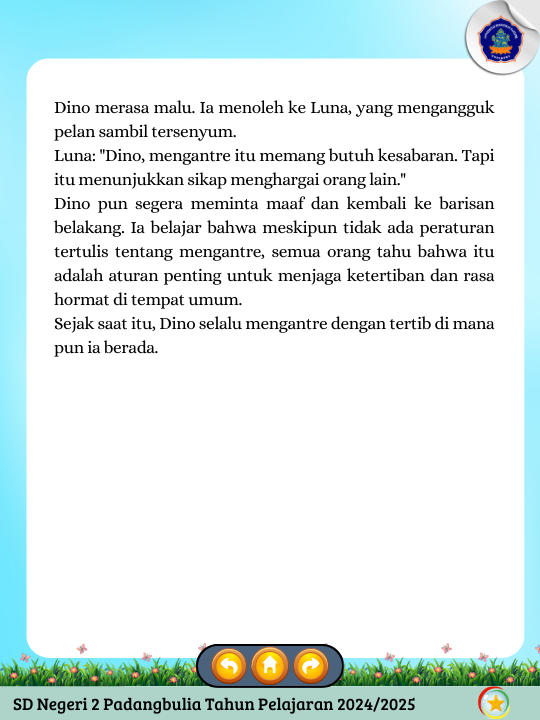 Dino merasa malu. Ia menoleh ke Luna, yang mengangguk
pelan sambil tersenyum.
Luna: "Dino, mengantre itu memang butuh kesabaran. Tapi
itu menunjukkan sikap menghargai orang lain."
Dino pun segera meminta maaf dan kembali ke barisan
belakang. Ia belajar bahwa meskipun tidak ada peraturan
tertulis tentang mengantre, semua orang tahu bahwa itu
adalah aturan penting untuk menjaga ketertiban dan rasa
hormat di tempat umum.
Sejak saat itu, Dino selalu mengantre dengan tertib di mana
pun ia berada.
SD Negeri 2 Padangbulia Tahun Pelajaran 2024/2025